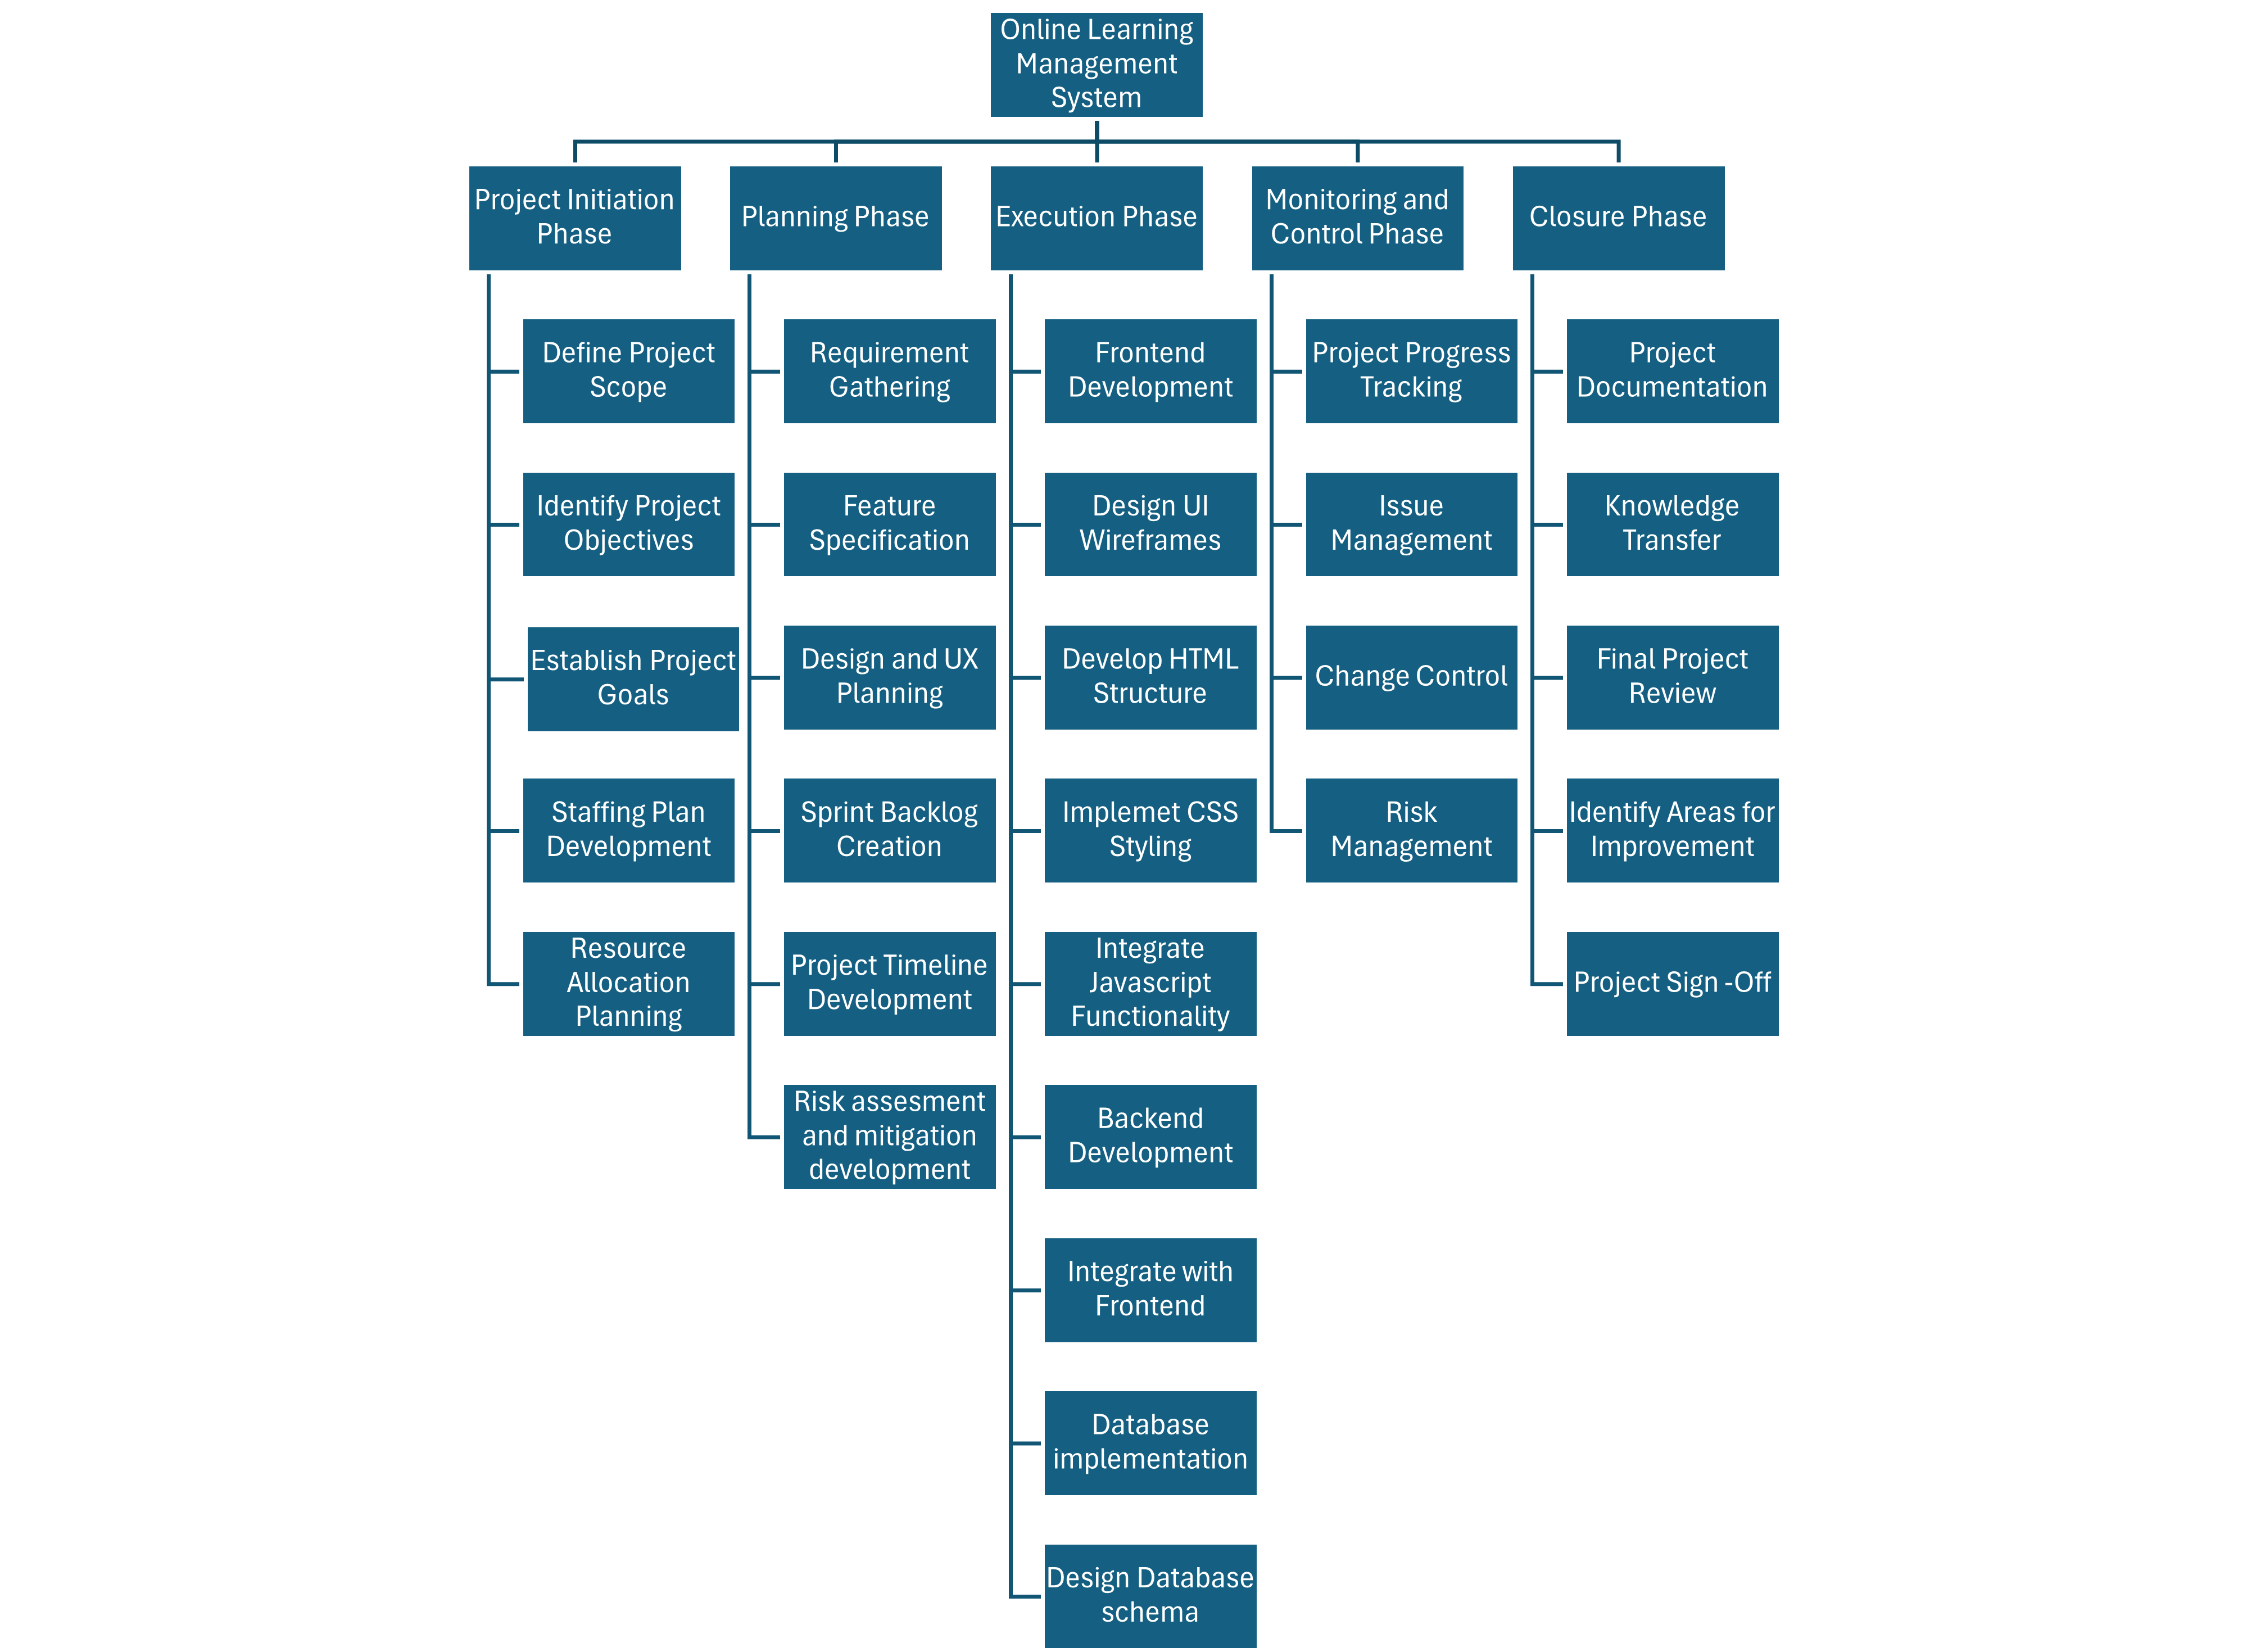 Online Learning
Management
System
Project Initiation
Phase
Planning Phase
Execution Phase
Monitoring and
Control Phase
Closure Phase
Define Project
Scope
Identify Project
Objectives
Establish Project
Goals
Staffing Plan
Development
Resource
Allocation
Planning
Requirement
Gathering
Feature
Specification
Design and UX
Planning
Sprint Backlog
Creation
Project Timeline
Development
Risk assesment
and mitigation
development
Frontend
Development
Design UI
Wireframes
Develop HTML
Structure
Implemet CSS
Styling
Integrate
Javascript
Functionality
Backend
Development
Integrate with
Frontend
Database
implementation
Design Database
schema
Project Progress
Tracking
Issue
Management
Change Control
Risk
Management
Project
Documentation
Knowledge
Transfer
Final Project
Review
Identify Areas for
Improvement
Project Sign -Off